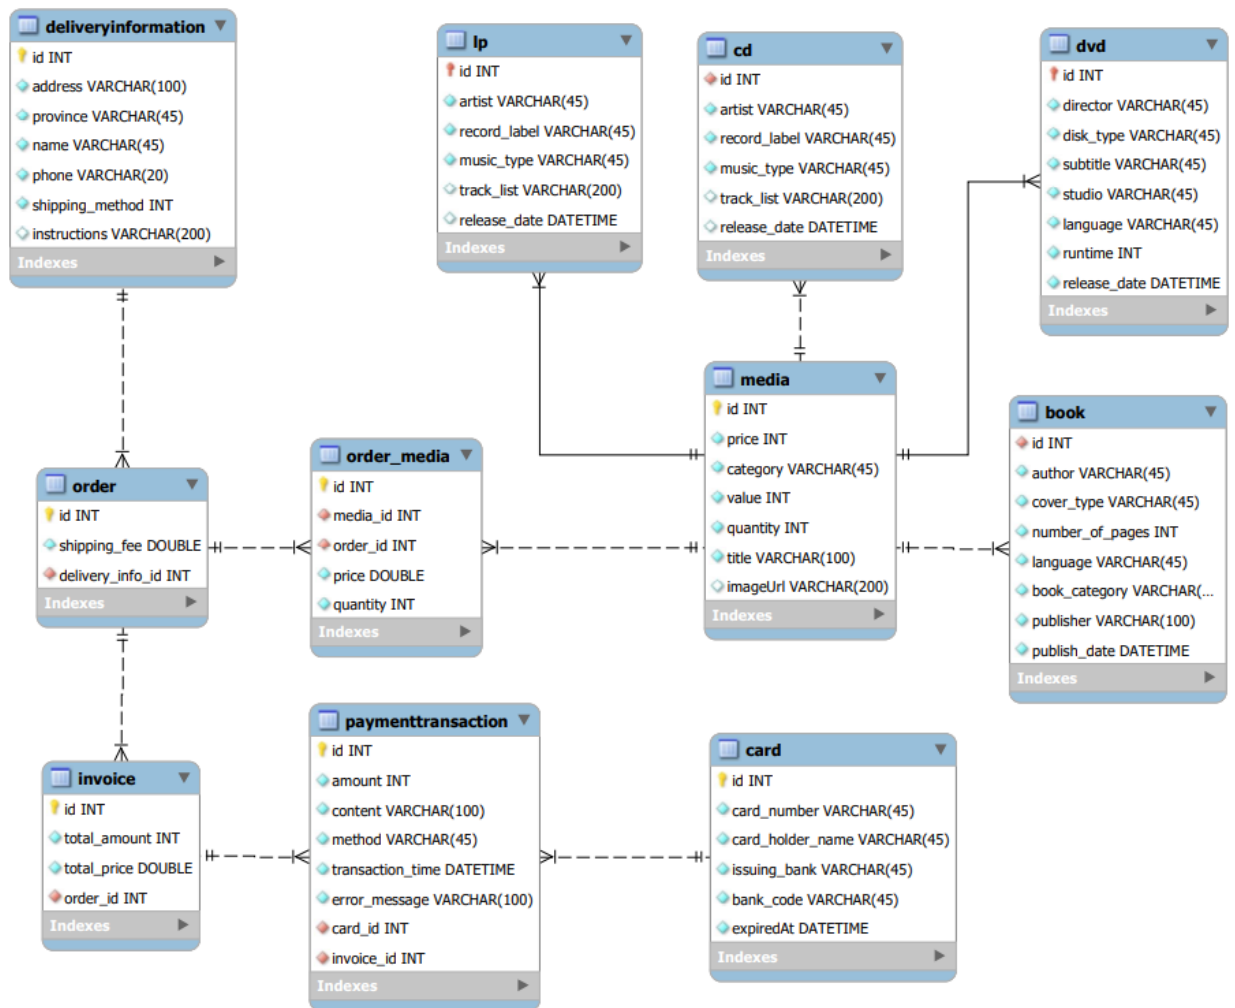 deliveryinformation
id INT
address VARCHAR(100)
province VARCHAR(45)
name VARCHAR(45)
phone VARCHAR(20)
shipping_method INT
instructions VARCHAR(200)
Indexes
lp
id INT
artist VARCHAR(45)
record_label VARCHAR(45)
music_type VARCHAR(45)
track_list VARCHAR(200)
release_date DATETIME
Indexes
cd
id INT
artist VARCHAR(45)
record_label VARCHAR(45)
music_type VARCHAR(45)
track_list VARCHAR(200)
release_date DATETIME
Indexes
dvd
id INT
director VARCHAR(45)
disk_type VARCHAR(45)
subtitle VARCHAR(45)
studio VARCHAR(45)
language VARCHAR(45)
runtime INT
release_date DATETIME
Indexes
order
id INT
shipping_fee DOUBLE
delivery_info_id INT
Indexes
order_media
id INT
media_id INT
order_id INT
price DOUBLE
quantity INT
Indexes
media
id INT
price INT
category VARCHAR(45)
value INT
quantity INT
title VARCHAR(100)
imageUrl VARCHAR(200)
Indexes
book
id INT
author VARCHAR(45)
cover_type VARCHAR(45)
number_of_pages INT
language VARCHAR(45)
book_category VARCHAR(...
publisher VARCHAR(100)
publish_date DATETIME
Indexes
invoice
id INT
total_amount INT
total_price DOUBLE
order_id INT
Indexes
paymenttransaction
id INT
amount INT
content VARCHAR(100)
method VARCHAR(45)
transaction_time DATETIME
error_message VARCHAR(100)
card_id INT
invoice_id INT
Indexes
card
id INT
card_number VARCHAR(45)
card_holder_name VARCHAR(45)
issuing_bank VARCHAR(45)
bank_code VARCHAR(45)
expiredAt DATETIME
Indexes